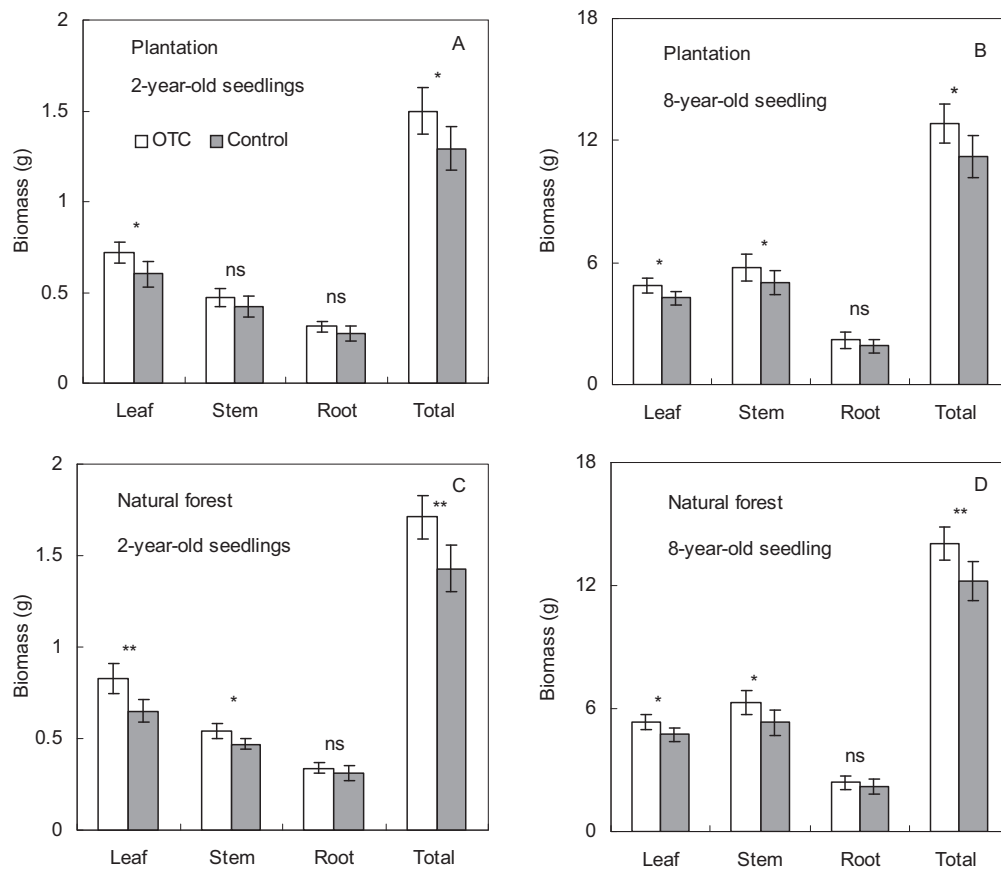 2
1.5
1
0.5
0
Biomass (g)
Plantation
A
2-year-old seedlings
OTC Control
*
ns
ns
*
Leaf Stem Root Total
18
12
6
0
Biomass (g)
Plantation
B
8-year-old seedling
*
*
ns
*
Leaf Stem Root Total
2
1.5
1
0.5
0
Biomass (g)
Natural forest
C
2-year-old seedlings
**
*
ns
**
Leaf Stem Root Total
18
12
6
0
Biomass (g)
Natural forest
D
8-year-old seedling
*
*
ns
**
Leaf Stem Root Total